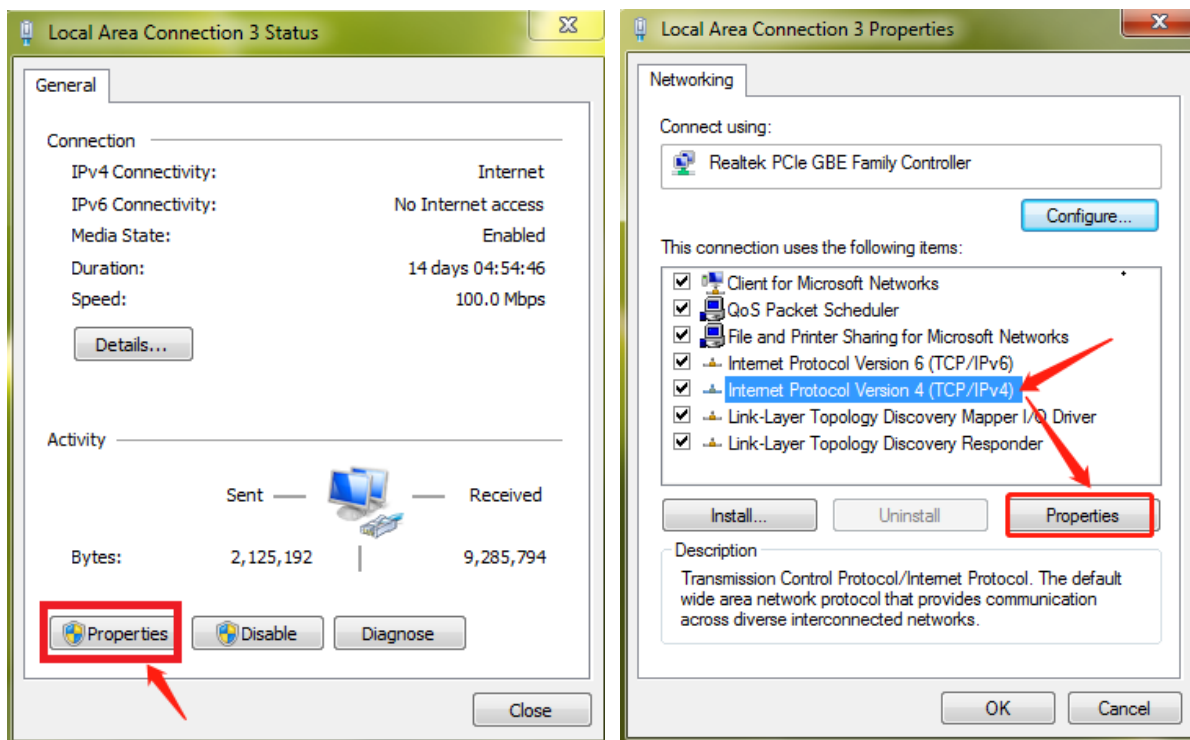 Local Area Connection 3 Status
General
Connection
IPv4 Connectivity: Internet
IPv6 Connectivity: No Internet access
Media State: Enabled
Duration: 14 days 04:54:46
Speed: 100.0 Mbps
Details...
Activity
Sent Received
Bytes: 2,125,192 9,285,794
Properties Disable Diagnose
Close
Local Area Connection 3 Properties
Networking
Connect using:
Realtek PCIe GBE Family Controller
Configure...
This connection uses the following items:
Client for Microsoft Networks
QoS Packet Scheduler
File and Printer Sharing for Microsoft Networks
Internet Protocol Version 6 (TCP/IPv6)
Internet Protocol Version 4 (TCP/IPv4)
Link-Layer Topology Discovery Mapper I/O Driver
Link-Layer Topology Discovery Responder
Install... Uninstall Properties
Description
Transmission Control Protocol/Internet Protocol. The default
wide area network protocol that provides communication
across diverse interconnected networks.
OK Cancel